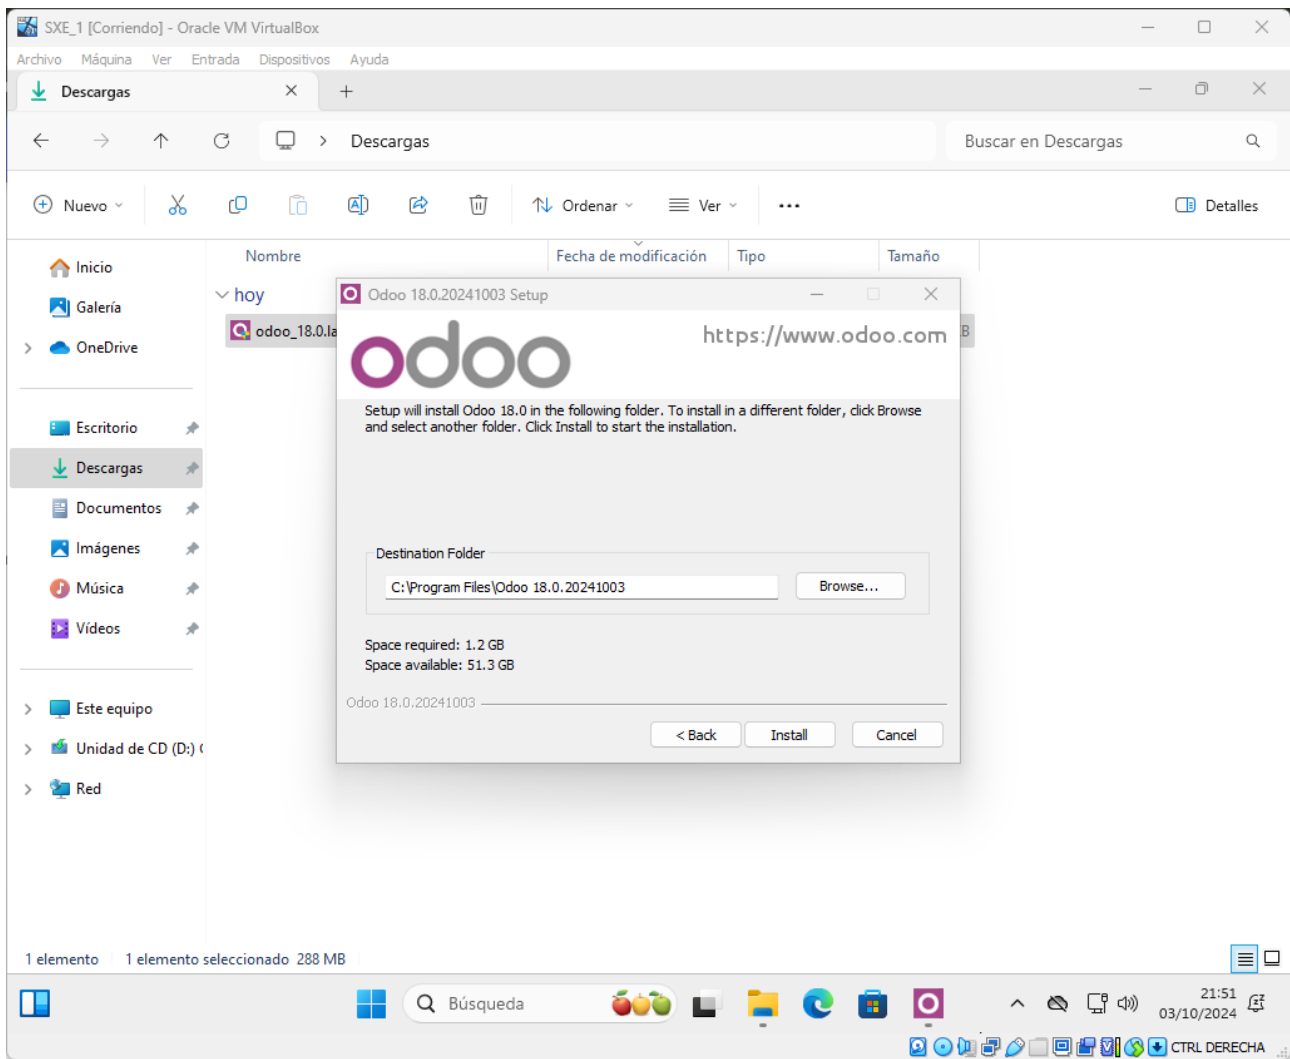 SXE_1 [Corriendo] - Oracle VM VirtualBox
Archivo Máquina Ver Entrada Dispositivos Ayuda
Descargas
Descargas
Buscar en Descargas
Nuevo
Ordenar
Ver
Detalles
Nombre Fecha de modificación Tipo Tamaño
Inicio
Galería
OneDrive
Escritorio
Descargas
Documentos
Imágenes
Música
Vídeos
Este equipo
Unidad de CD (D:)
Red
hoy
odoo_18.0.la
B
Odoo 18.0.20241003 Setup
odoo
https://www.odoo.com
Setup will install Odoo 18.0 in the following folder. To install in a different folder, click Browse
and select another folder. Click Install to start the installation.
Destination Folder
C:\Program Files\Odoo 18.0.20241003
Browse...
Space required: 1.2 GB
Space available: 51.3 GB
Odoo 18.0.20241003
< Back Install Cancel
1 elemento 1 elemento seleccionado 288 MB
Búsqueda
21:51
03/10/2024
CTRL DERECHA